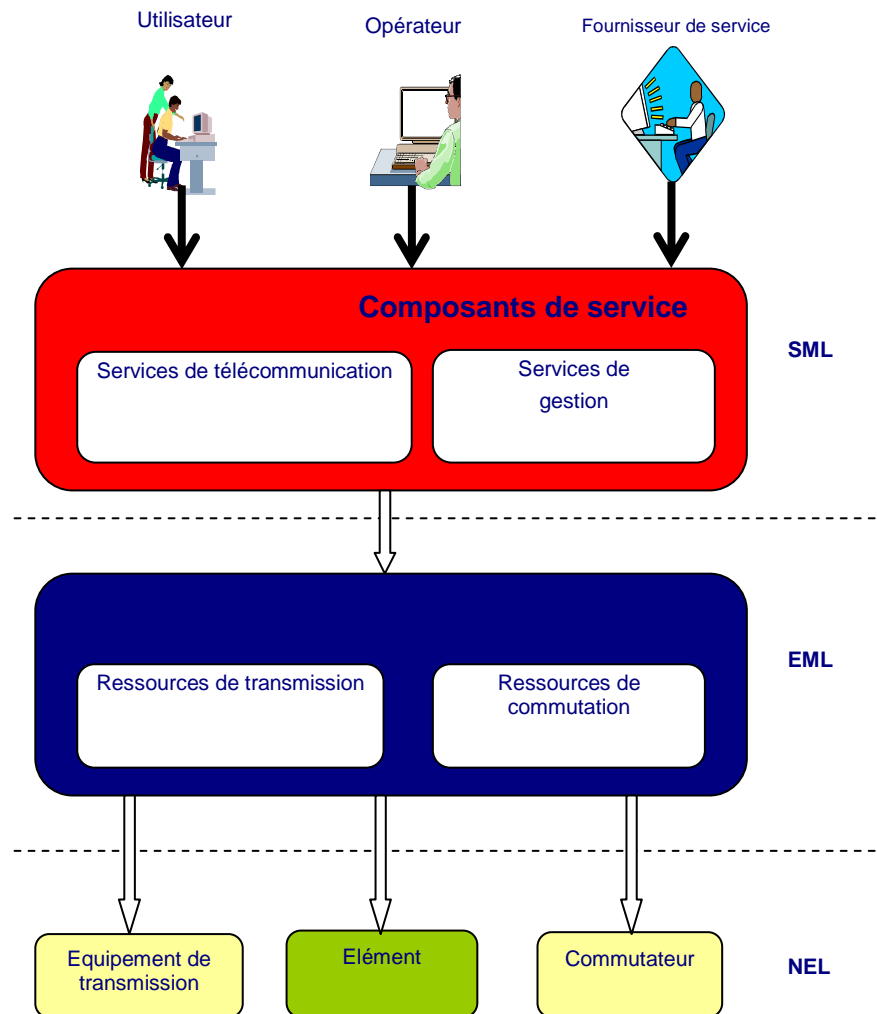 Utilisateur
Opérateur
Fournisseur de service
Composants de service
SML
Services de télécommunication
Services de
gestion
EML
Ressources de transmission
Ressources de
commutation
Equipement de
transmission
Elément
Commutateur
NEL